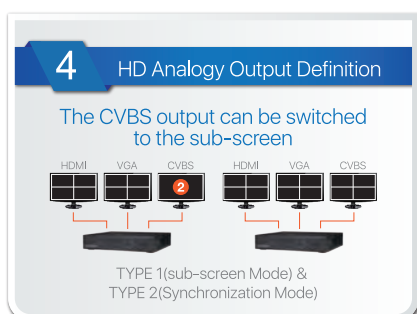 4 HD Analogy Output Definition
The CVBS output can be switched
to the sub-screen
HDMI VGA CVBS HDMI VGA CVBS
2
TYPE 1(sub-screen Mode) &
TYPE 2(Synchronization Mode)